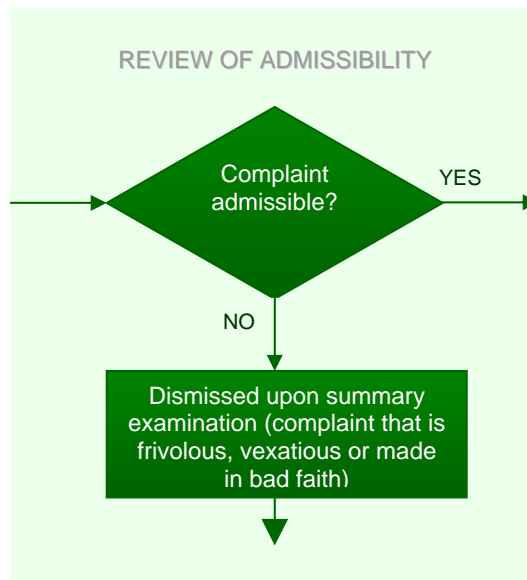 REVIEW OF ADMISSIBILITY
Complaint
admissible?
YES
NO
Dismissed upon summary
examination (complaint that is
frivolous, vexatious or made
in bad faith)